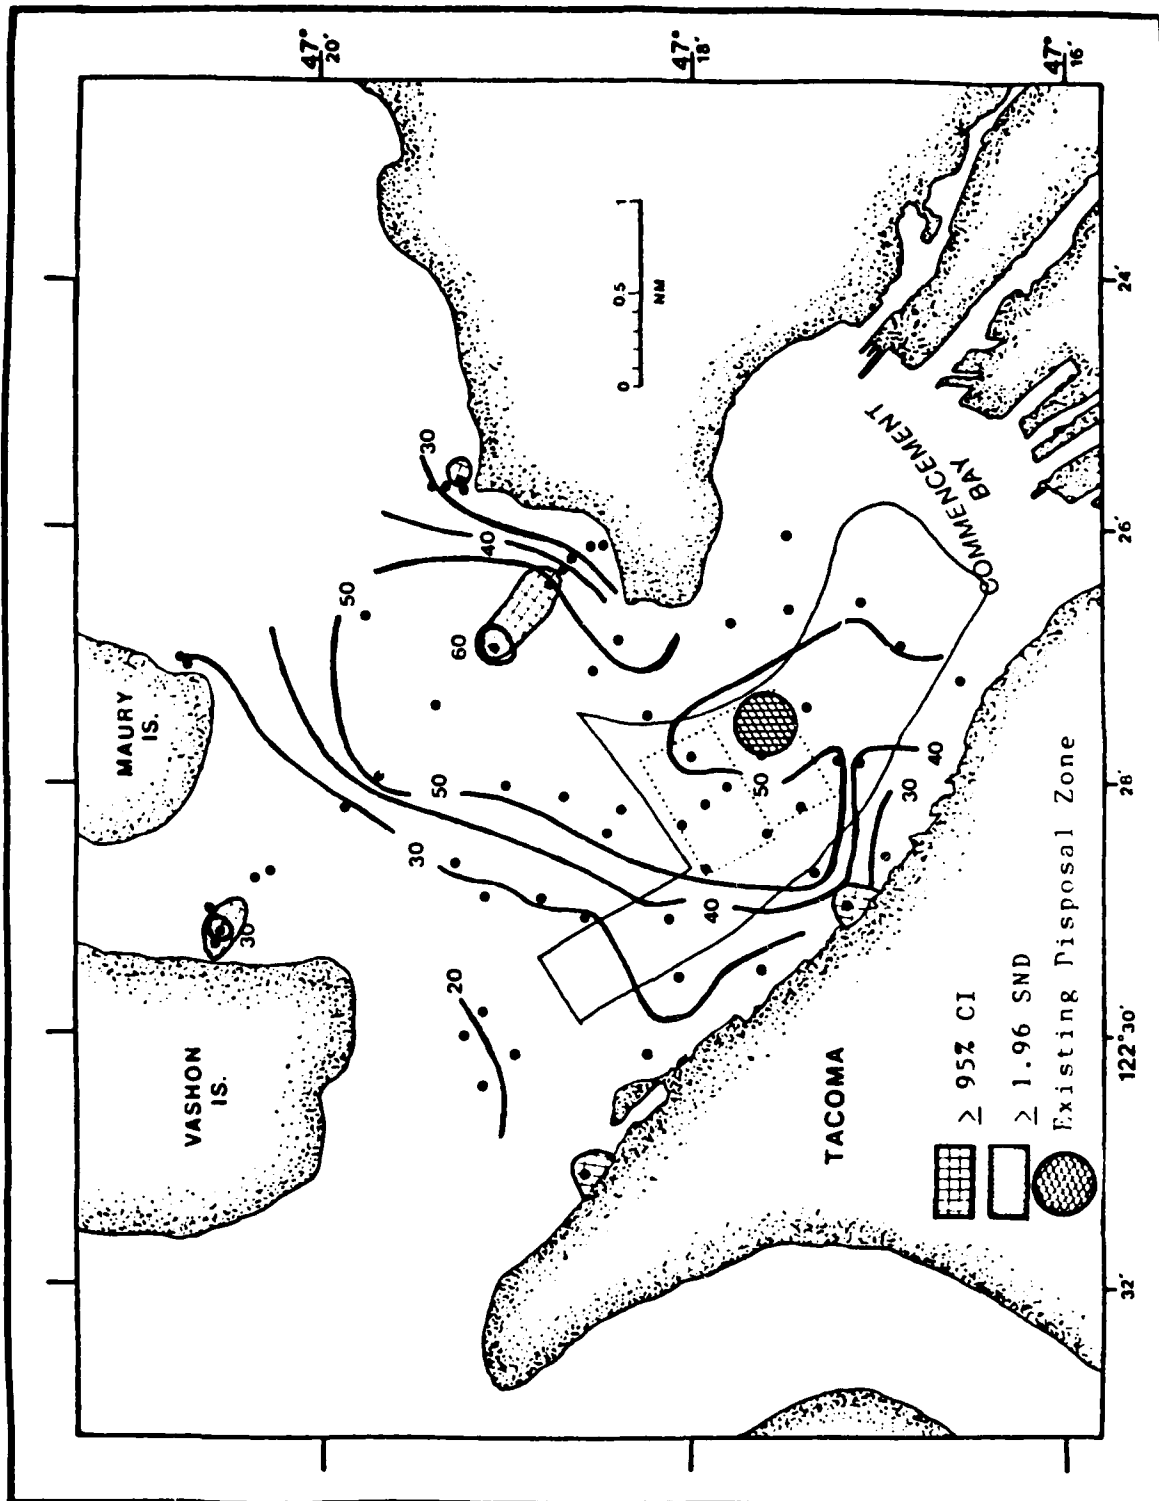 47°
20'
47°
18'
47°
16'
MAURY
IS.
VASHON
IS.
30
40
50
60
50
30
30
20
40
50
40
30
0
0.5
1
NM
COMMENCEMENT
BAY
TACOMA
24'
26'
28'
122°30'
32'
≥ 95% CI
≥ 1.96 SND
Existing Disposal Zone